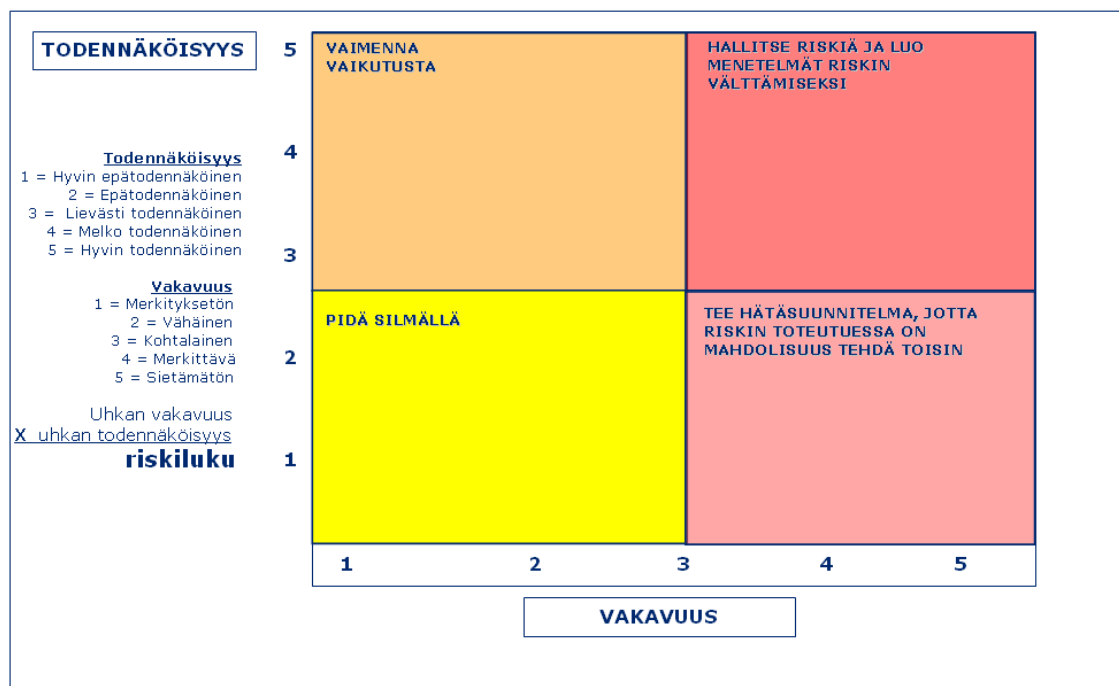 TODENNÄKÖISYYS
Todennäköisyys
1 = Hyvin epätodennäköinen
2 = Epätodennäköinen
3 = Lievästi todennäköinen
4 = Melko todennäköinen
5 = Hyvin todennäköinen
Vakavuus
1 = Merkityksetön
2 = Vähäinen
3 = Kohtalainen
4 = Merkittävä
5 = Sietämätön
Uhkan vakavuus
X uhkan todennäköisyys
riskiluku
5
4
3
2
1
VAIMENNA
VAIKUTUSTA
HALLITSE RISKIÄ JA LUO
MENETELMÄT RISKIN
VÄLTTÄMISEKSI
PIDÄ SILMÄLLÄ
TEE HÄTÄSUUNNITELMA, JOTTA
RISKIN TOTEUTUESSA ON
MAHDOLISUUS TEHDÄ TOISIN
1 2 3 4 5
VAKAVUUS